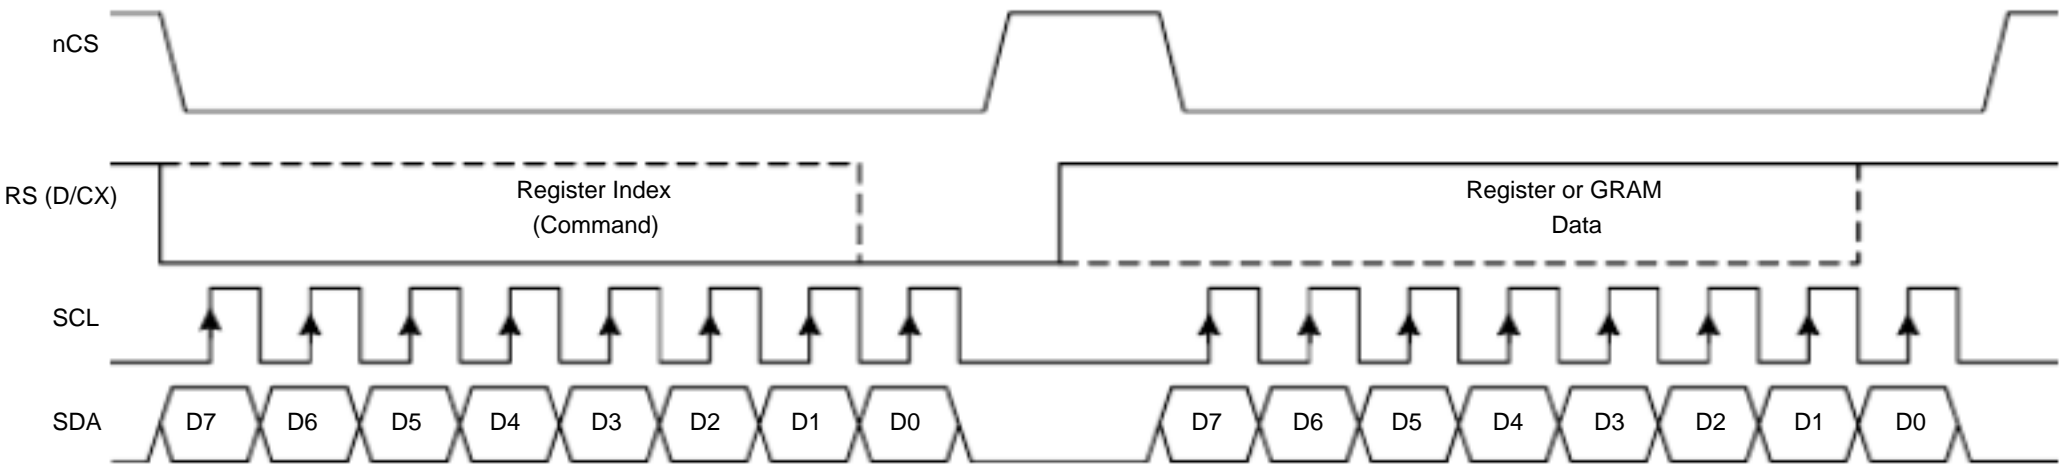 nCS
RS (D/CX)
Register Index
(Command)
Register or GRAM
Data
SCL
SDA
D7 D6 D5 D4 D3 D2 D1 D0 D7 D6 D5 D4 D3 D2 D1 D0